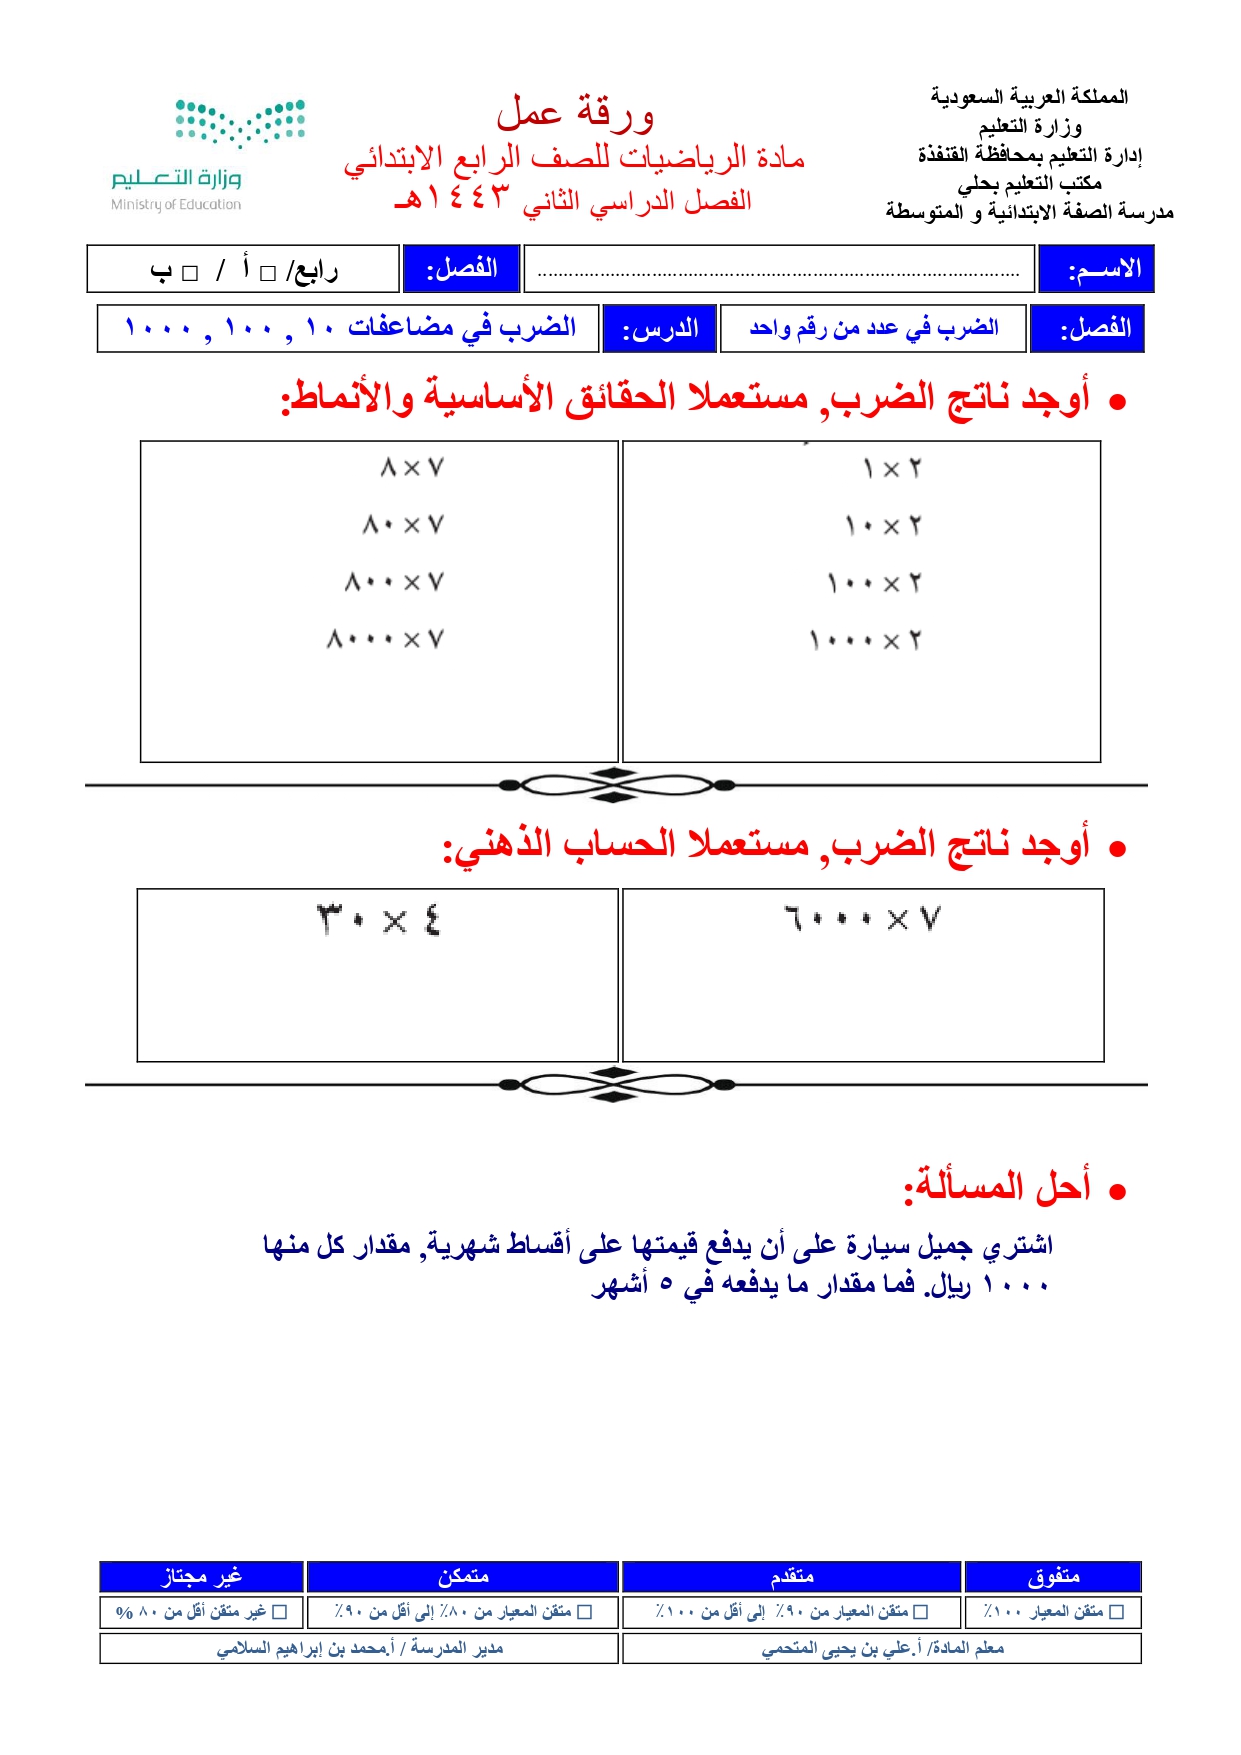 المملكة العربية السعودية
وزارة التعليم
إدارة التعليم بمحافظة القنفذة
مكتب التعليم بحلي
مدرسة الصفة الابتدائية و المتوسطة
ورقة عمل
مادة الرياضيات للصف الرابع الابتدائي
الفصل الدراسي الثاني ١٤٤٣هـ
وزارة التعـليم
Ministry of Education
الاســم: ........................................................................................... الفصل: رابع/ □ أ / □ ب
الفصل: الضرب في عدد من رقم واحد الدرس: الضرب في مضاعفات ١٠ , ١٠٠ , ١٠٠٠
• أوجد ناتج الضرب, مستعملا الحقائق الأساسية والأنماط:
٢ × ١
٢ × ١٠
٢ × ١٠٠
٢ × ١٠٠٠
٧ × ٨
٧ × ٨٠
٧ × ٨٠٠
٧ × ٨٠٠٠
• أوجد ناتج الضرب, مستعملا الحساب الذهني:
٧ × ٦٠٠٠
٤ × ٣٠
• أحل المسألة:
اشتري جميل سيارة على أن يدفع قيمتها على أقساط شهرية, مقدار كل منها
١٠٠٠ ريال. فما مقدار ما يدفعه في ٥ أشهر
متفوق متقدم متمكن غير مجتاز
□ متقن المعيار ١٠٠٪ □ متقن المعيار من ٩٠٪ إلى أقل من ١٠٠٪ □ متقن المعيار من ٨٠٪ إلى أقل من ٩٠٪ □ غير متقن أقل من ٨٠ %
معلم المادة/ أ.علي بن يحيى المتحمي مدير المدرسة / أ.محمد بن إبراهيم السلامي